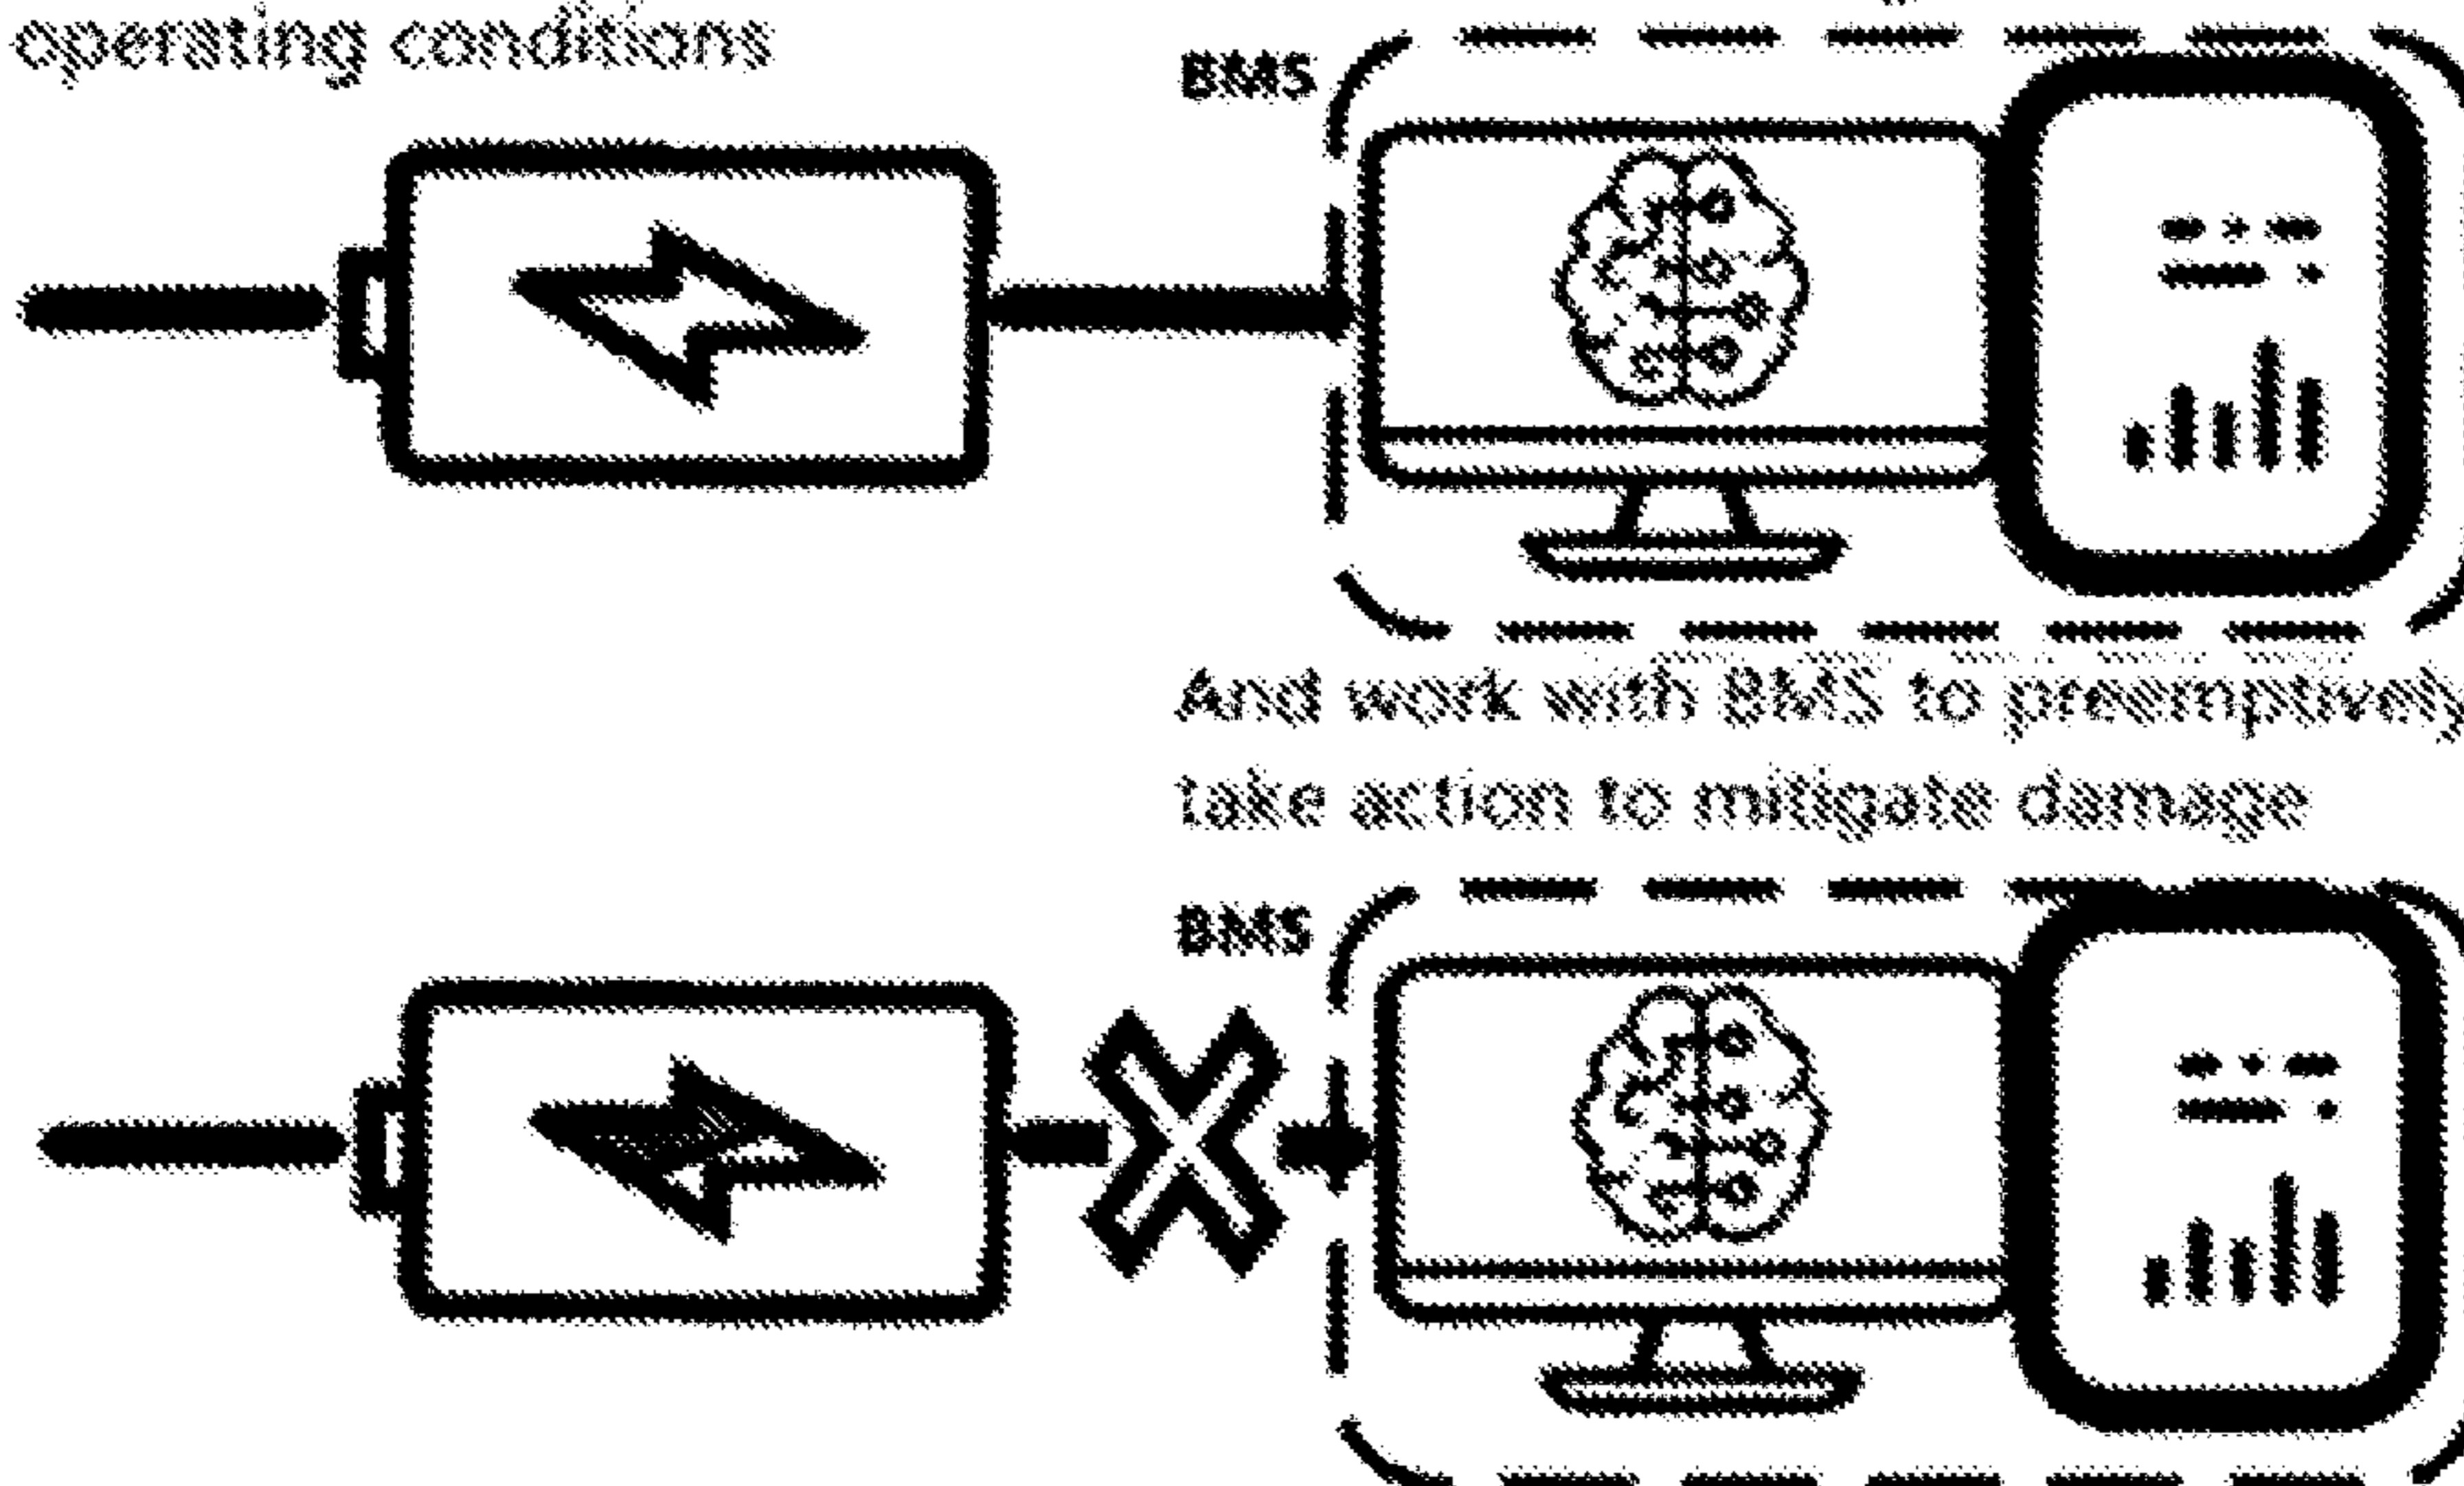 operating conditions
BMS
And work with BMS to preemptively
take action to mitigate damage
BMS